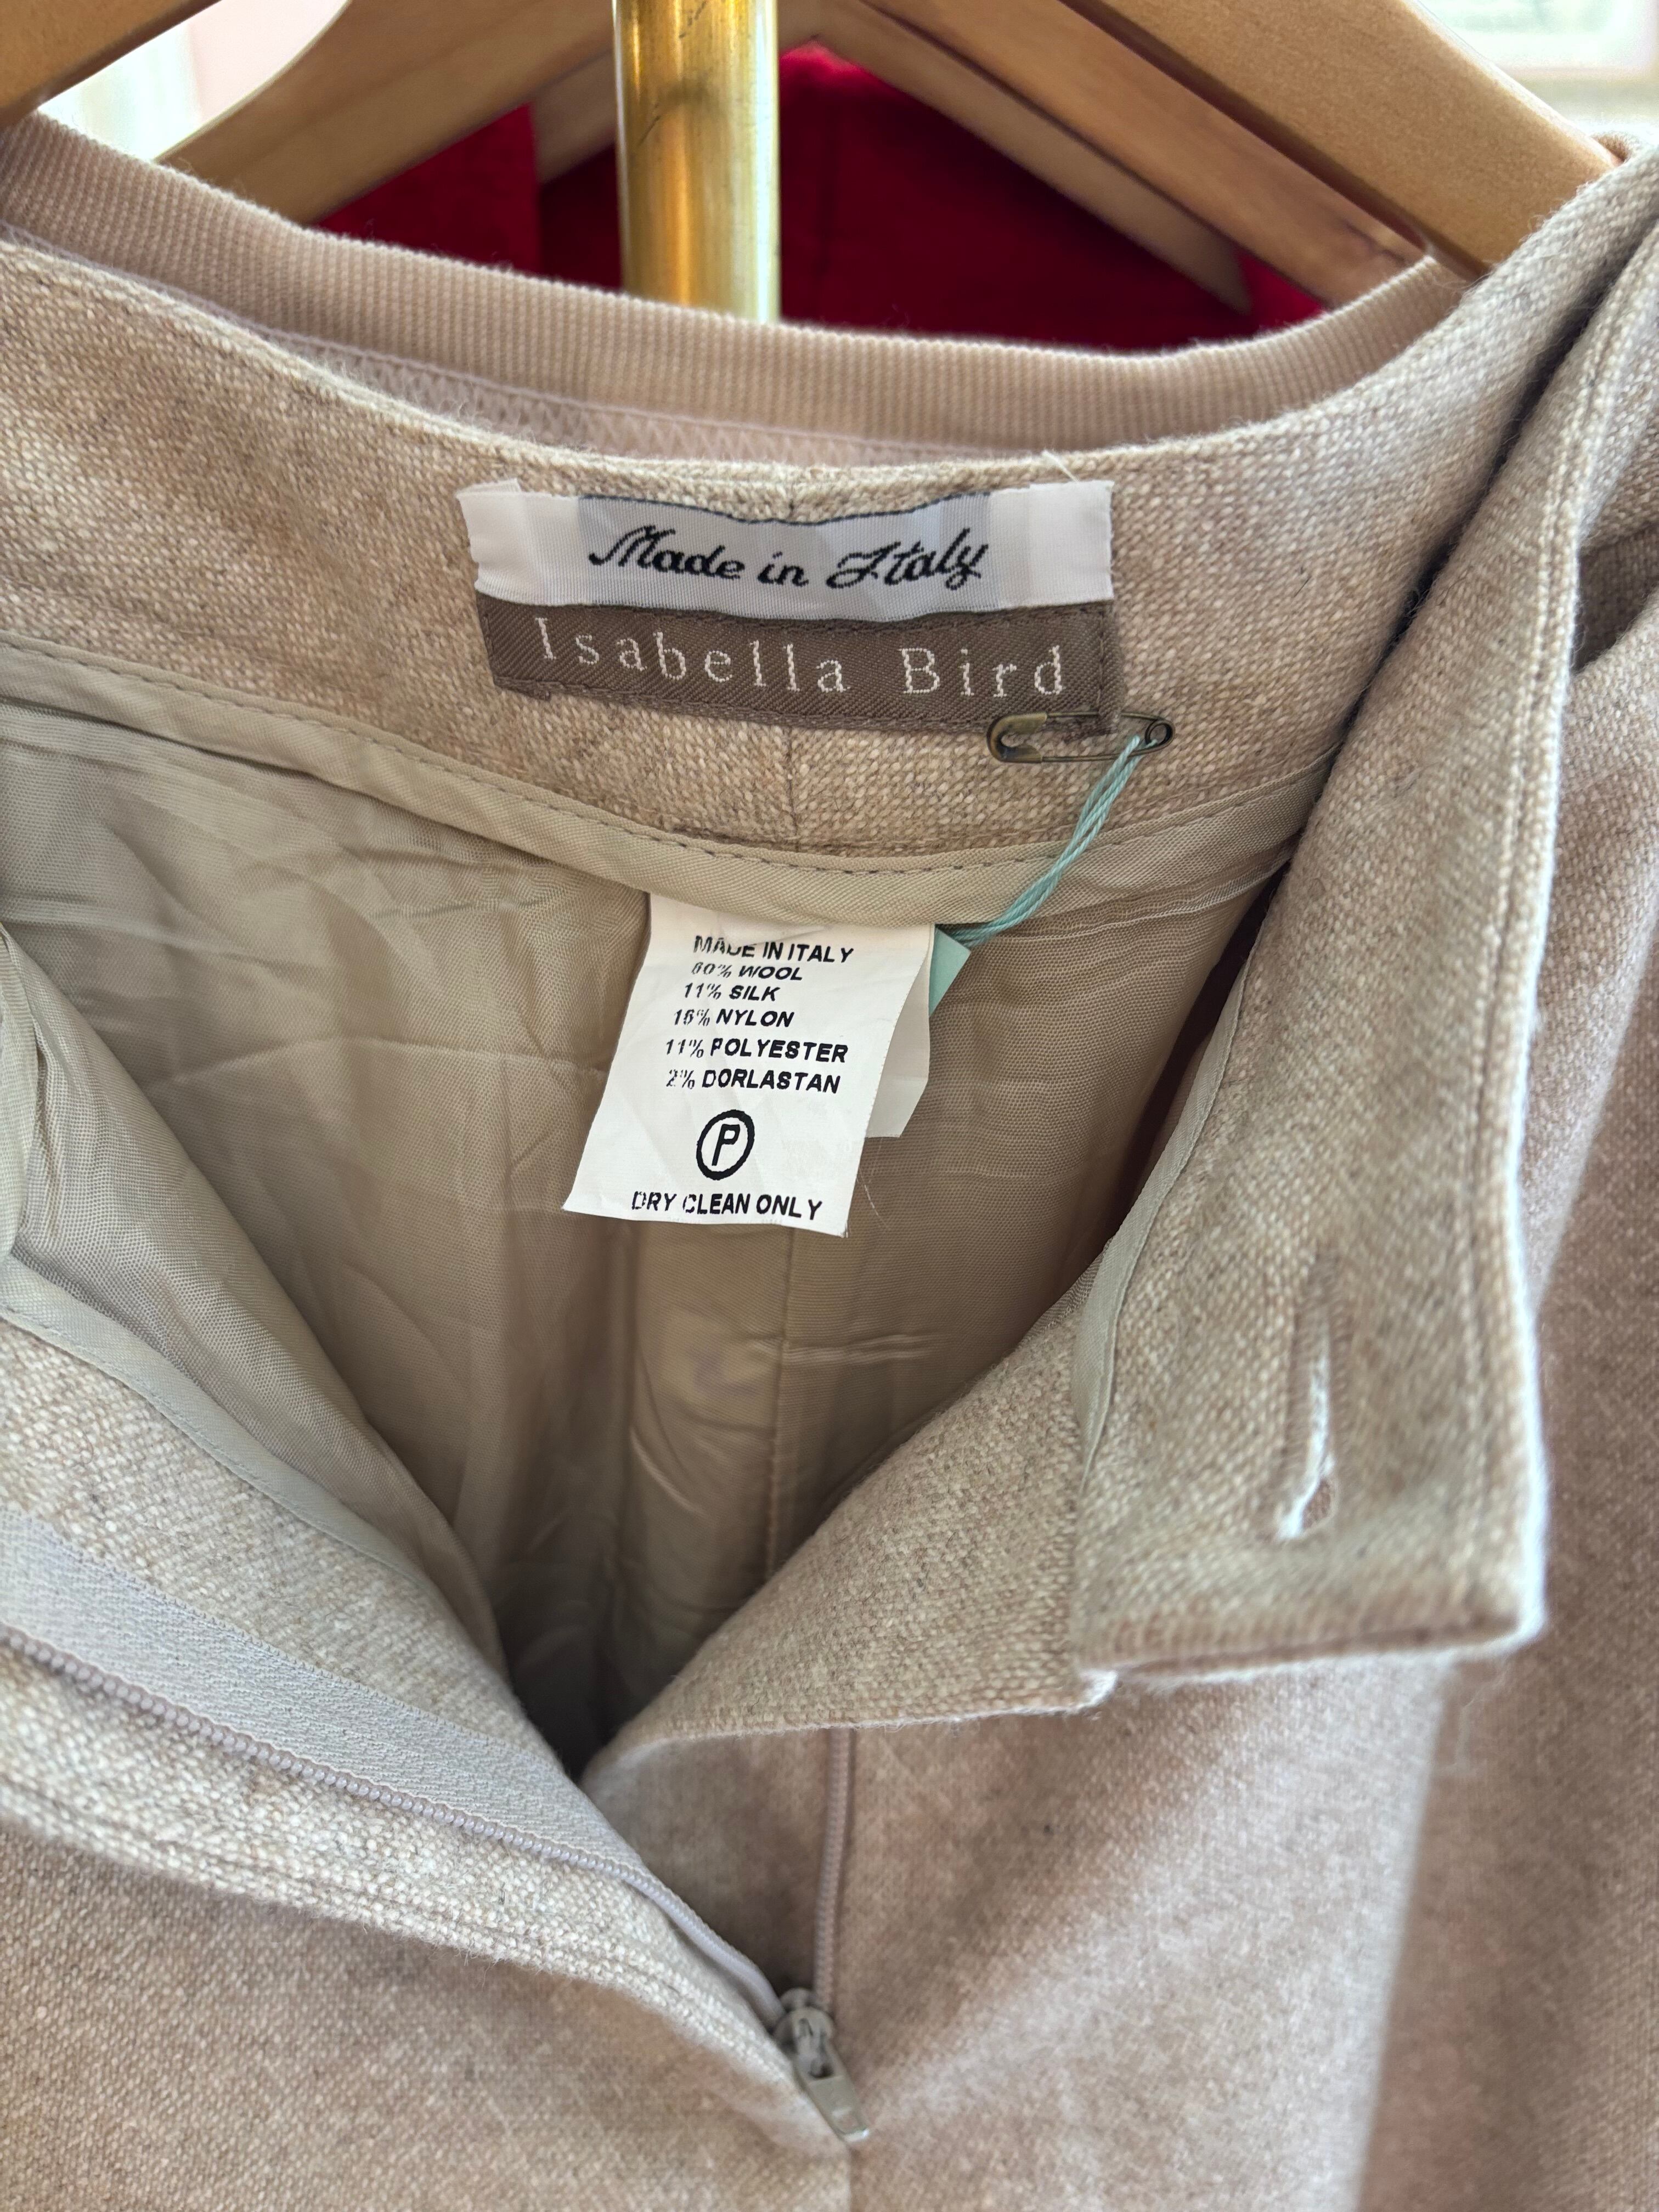 Made in Italy
Isabella Bird
MADE IN ITALY
60% WOOL
11% SILK
16% NYLON
11% POLYESTER
2% DORLASTAN
P
DRY CLEAN ONLY